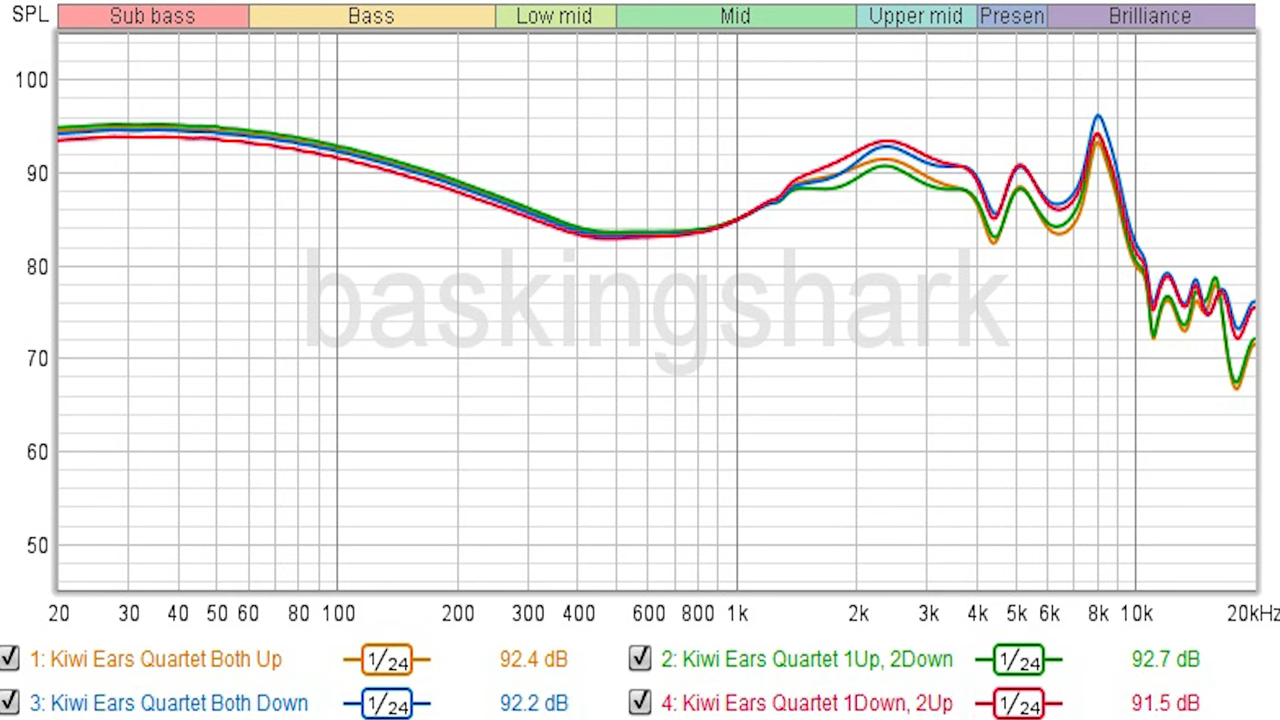 SPL Sub bass Bass Low mid Mid Upper mid Presen Brilliance
100
90
80
70
60
50
baskingshark
20 30 40 50 60 80 100 200 300 400 600 800 1k 2k 3k 4k 5k 6k 8k 10k 20kHz
1: Kiwi Ears Quartet Both Up 1/24 92.4 dB 2: Kiwi Ears Quartet 1Up, 2Down 1/24 92.7 dB
3: Kiwi Ears Quartet Both Down 1/24 92.2 dB 4: Kiwi Ears Quartet 1Down, 2Up 1/24 91.5 dB